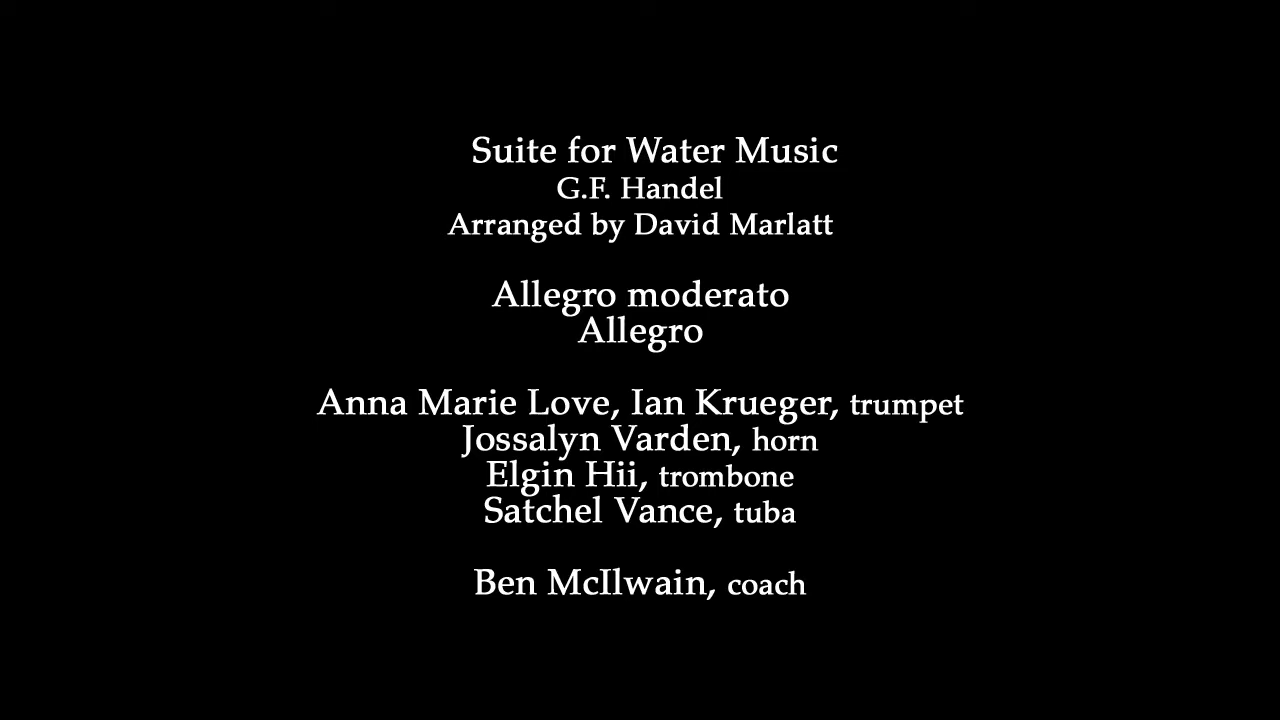 Suite for Water Music
G.F. Handel
Arranged by David Marlatt
Allegro moderato
Allegro
Anna Marie Love, Ian Krueger, trumpet
Jossalyn Varden, horn
Elgin Hii, trombone
Satchel Vance, tuba
Ben McIlwain, coach